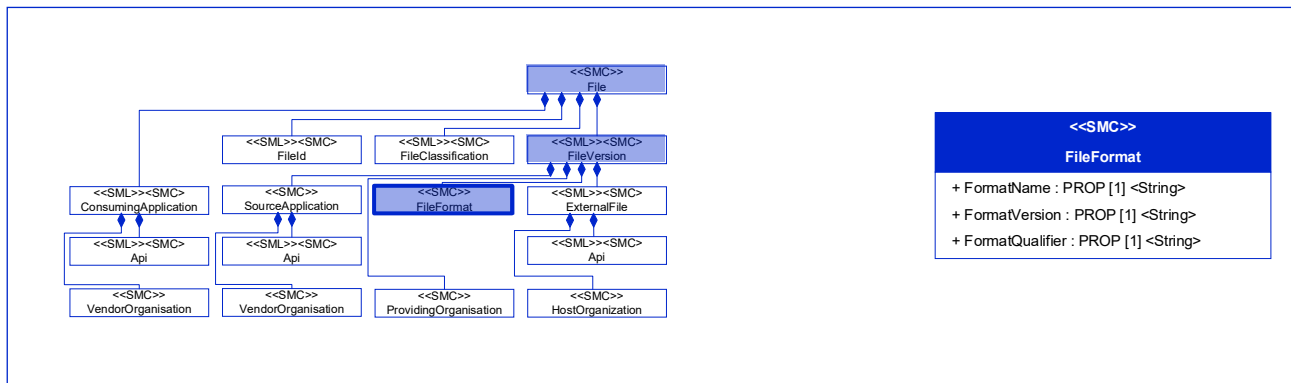 <<SMC>>
File
<<SML>><SMC>
FileId
<<SML>><SMC>
FileClassification
<<SML>><SMC>
FileVersion
<<SML>><SMC>
ConsumingApplication
<<SMC>>
SourceApplication
<<SMC>>
FileFormat
<<SML>><SMC>
ExternalFile
<<SML>><SMC>
Api
<<SML>><SMC>
Api
<<SML>><SMC>
Api
<<SMC>>
VendorOrganisation
<<SMC>>
VendorOrganisation
<<SMC>>
ProvidingOrganisation
<<SMC>>
HostOrganization
<<SMC>>
FileFormat
+ FormatName : PROP [1] <String>
+ FormatVersion : PROP [1] <String>
+ FormatQualifier : PROP [1] <String>